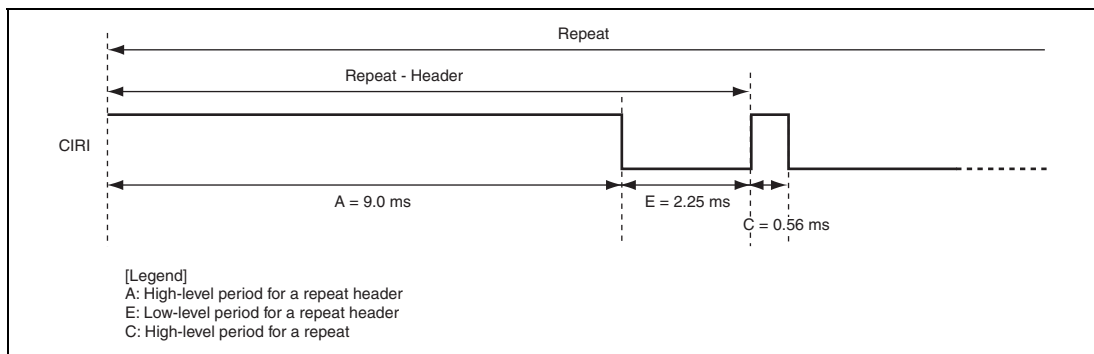 Repeat
Repeat - Header
CIRI
A = 9.0 ms
E = 2.25 ms
C = 0.56 ms
[Legend]
A: High-level period for a repeat header
E: Low-level period for a repeat header
C: High-level period for a repeat